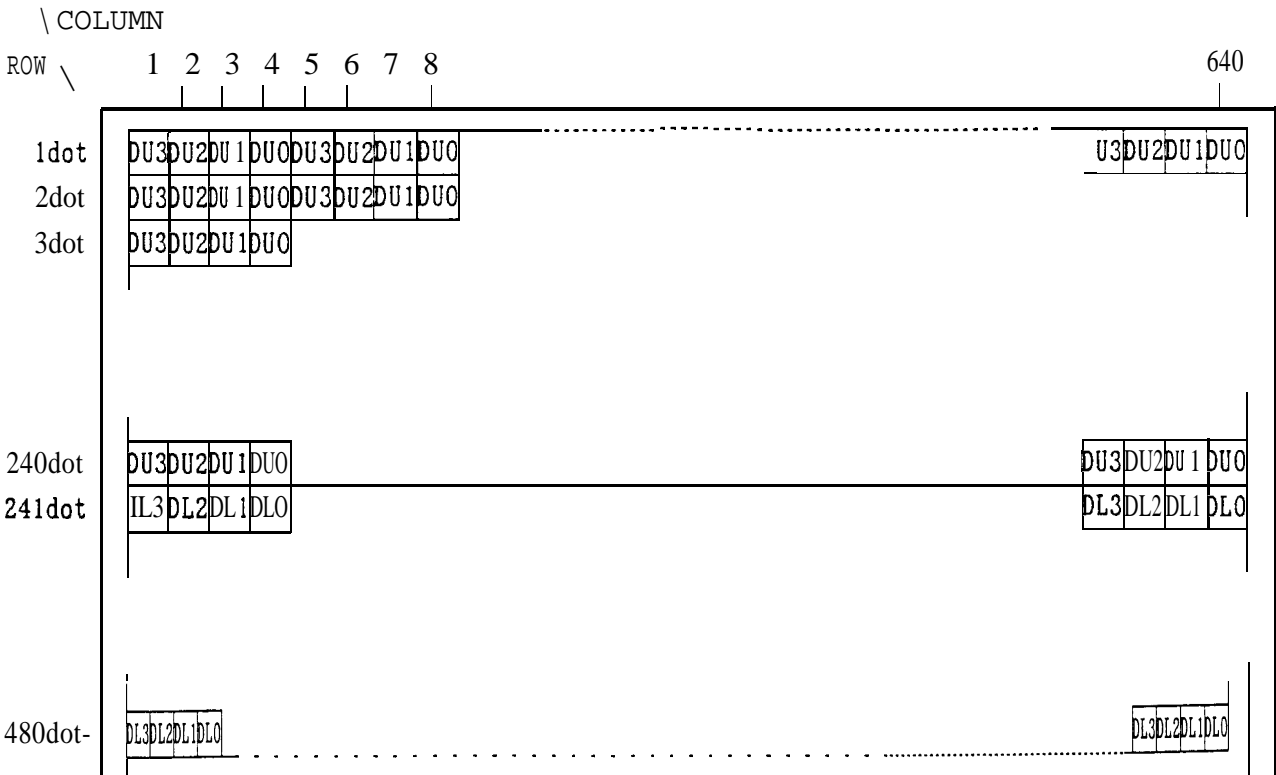 \ COLUMN
ROW \ 1 2 3 4 5 6 7 8 640
1dot DU3 DU2 DU1 DU0 DU3 DU2 DU1 DU0 U3 DU2 DU1 DU0
2dot DU3 DU2 DU1 DU0 DU3 DU2 DU1 DU0
3dot DU3 DU2 DU1 DU0
240dot DU3 DU2 DU1 DU0 DU3 DU2 DU1 DU0
241dot IL3 DL2 DL1 DL0 DL3 DL2 DL1 DL0
480dot- DL3 DL2 DL1 DL0 DL3 DL2 DL1 DL0